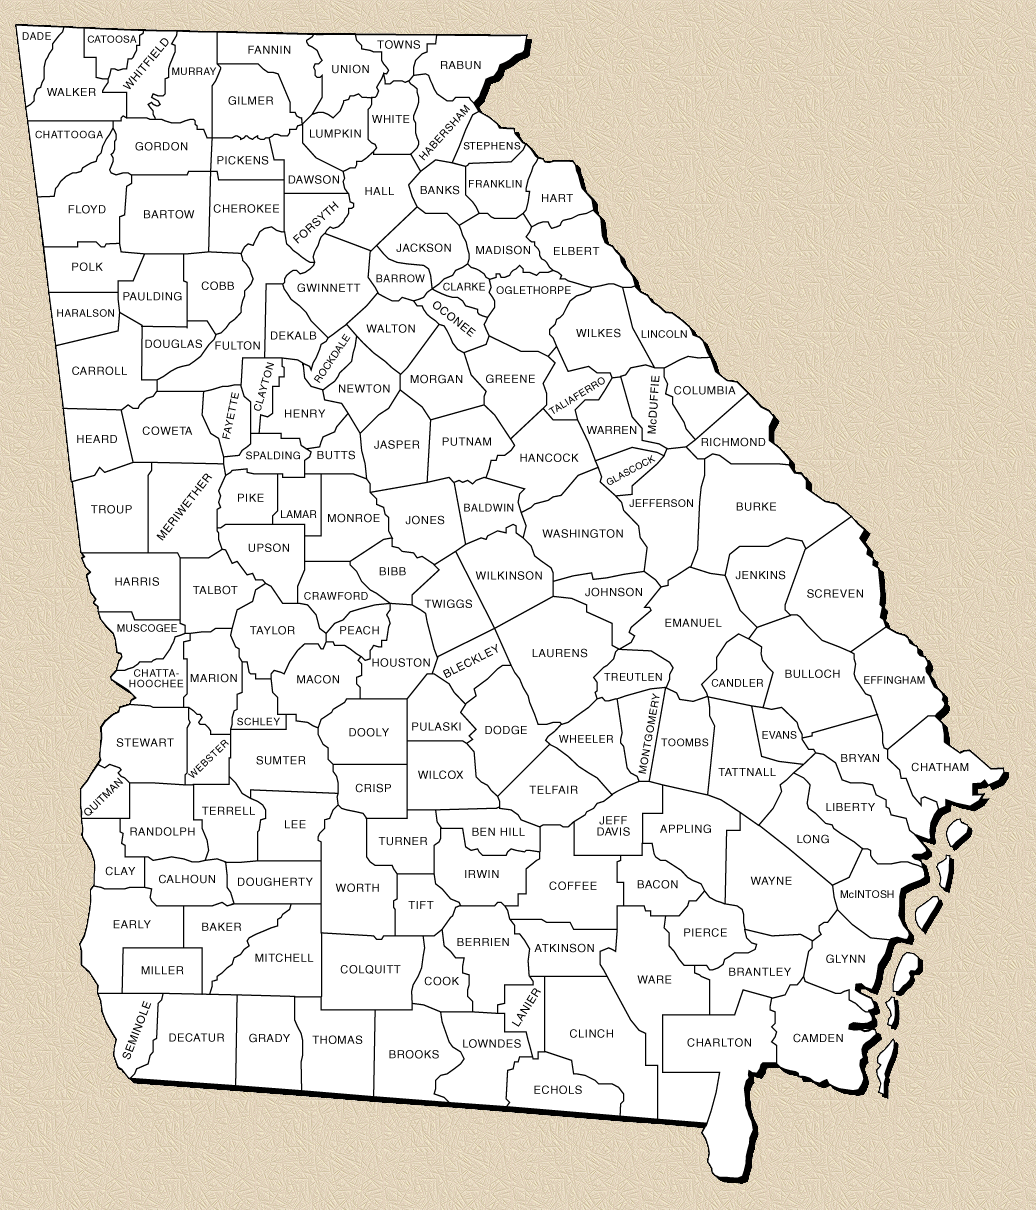 DADE
CATOOSA
WHITFIELD
FANNIN
TOWNS
UNION
RABUN
WALKER
MURRAY
GILMER
CHATTOOGA
GORDON
LUMPKIN
WHITE
HABERSHAM
STEPHENS
PICKENS
DAWSON
HALL
BANKS
FRANKLIN
HART
FLOYD
BARTOW
CHEROKEE
FORSYTH
JACKSON
MADISON
ELBERT
POLK
PAULDING
COBB
GWINNETT
BARROW
CLARKE
OGLETHORPE
HARALSON
DOUGLAS
FULTON
DEKALB
ROCKDALE
WALTON
OCONEE
WILKES
LINCOLN
CARROLL
CLAYTON
NEWTON
MORGAN
GREENE
TALIAFERRO
McDUFFIE
COLUMBIA
HEARD
COWETA
FAYETTE
HENRY
JASPER
PUTNAM
HANCOCK
WARREN
RICHMOND
SPALDING
BUTTS
GLASCOCK
TROUP
MERIWETHER
PIKE
LAMAR
MONROE
JONES
BALDWIN
WASHINGTON
JEFFERSON
BURKE
UPSON
HARRIS
TALBOT
CRAWFORD
BIBB
TWIGGS
WILKINSON
JOHNSON
JENKINS
SCREVEN
MUSCOGEE
TAYLOR
PEACH
HOUSTON
BLECKLEY
LAURENS
EMANUEL
CHATTA-
HOOCHEE
MARION
MACON
TREUTLEN
CANDLER
BULLOCH
EFFINGHAM
SCHLEY
STEWART
WEBSTER
SUMTER
DOOLY
PULASKI
DODGE
WHEELER
MONTGOMERY
TOOMBS
EVANS
TATTNALL
BRYAN
CHATHAM
QUITMAN
RANDOLPH
TERRELL
LEE
CRISP
WILCOX
TELFAIR
LIBERTY
TURNER
BEN HILL
JEFF
DAVIS
APPLING
LONG
CLAY
CALHOUN
DOUGHERTY
WORTH
IRWIN
COFFEE
BACON
WAYNE
McINTOSH
TIFT
EARLY
BAKER
MITCHELL
BERRIEN
ATKINSON
PIERCE
MILLER
COLQUITT
COOK
WARE
BRANTLEY
GLYNN
SEMINOLE
DECATUR
GRADY
THOMAS
BROOKS
LANIER
LOWNDES
CLINCH
CHARLTON
CAMDEN
ECHOLS